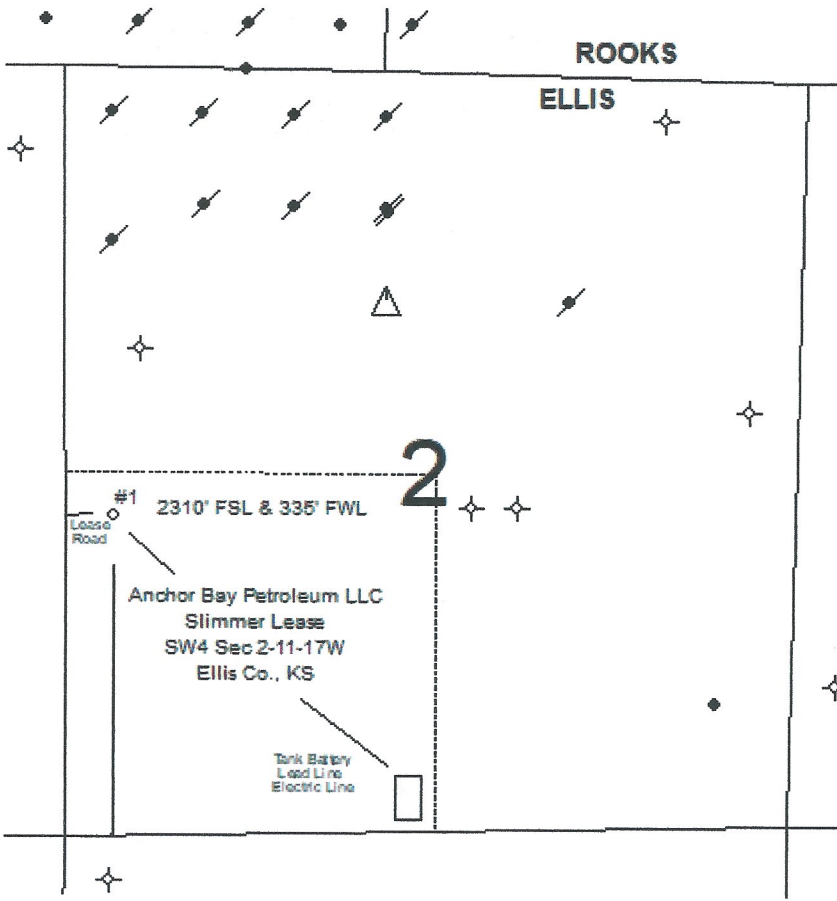 ROOKS
ELLIS
2
#1
2310' FSL & 335' FWL
Lease
Road
Anchor Bay Petroleum LLC
Slimmer Lease
SW4 Sec 2-11-17W
Ellis Co., KS
Tank Battery
Lead Line
Electric Line